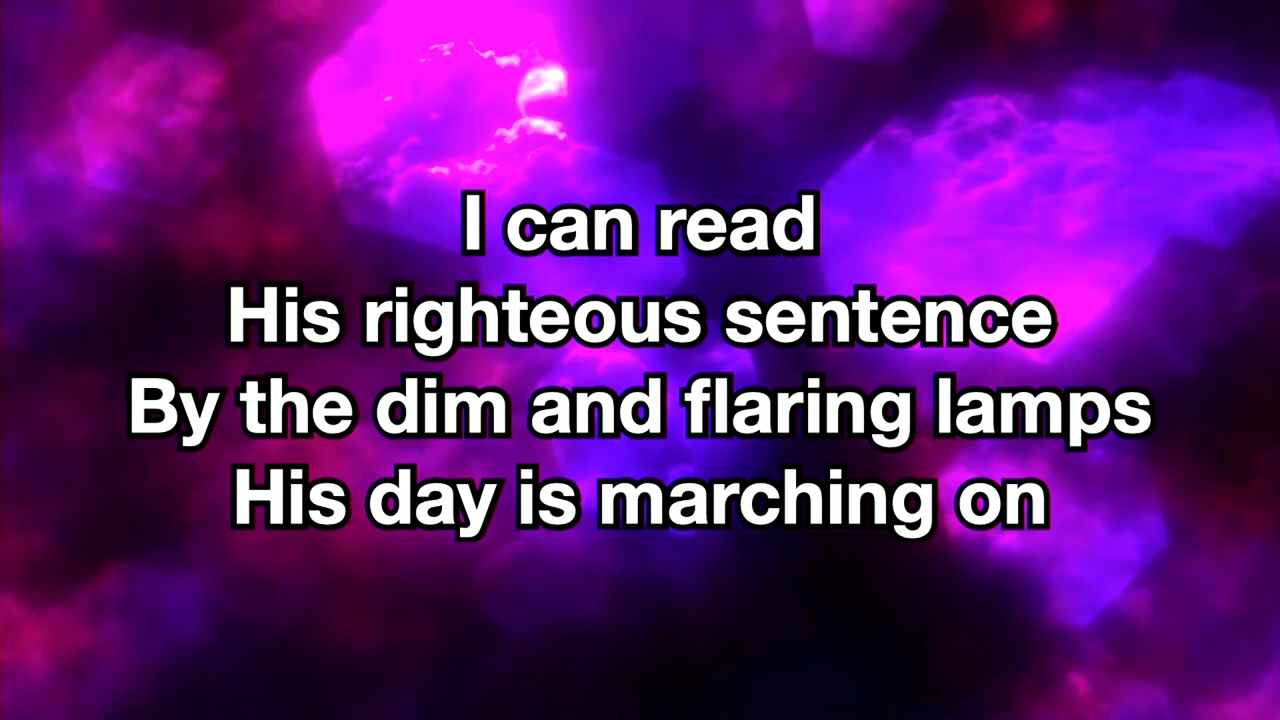 I can read
His righteous sentence
By the dim and flaring lamps
His day is marching on